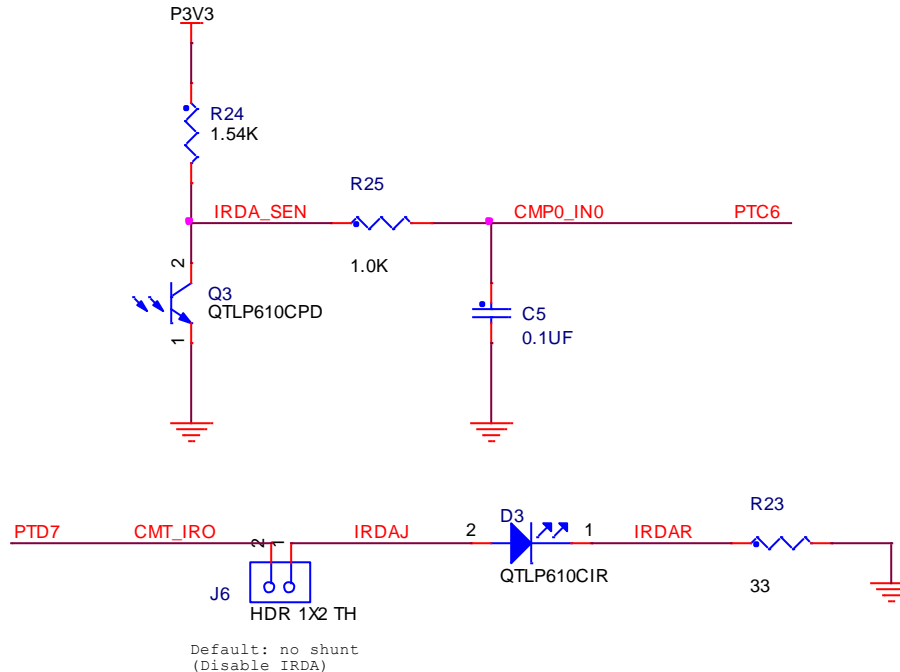 P3V3
R24
1.54K
R25
IRDA_SEN
CMP0_IN0
PTC6
1.0K
2
Q3
QTLP610CPD
1
C5
0.1UF
R23
D3
PTD7
CMT_IRO
IRDAJ
2
1
IRDAR
2
1
QTLP610CIR
33
J6
HDR 1X2 TH
Default: no shunt
(Disable IRDA)